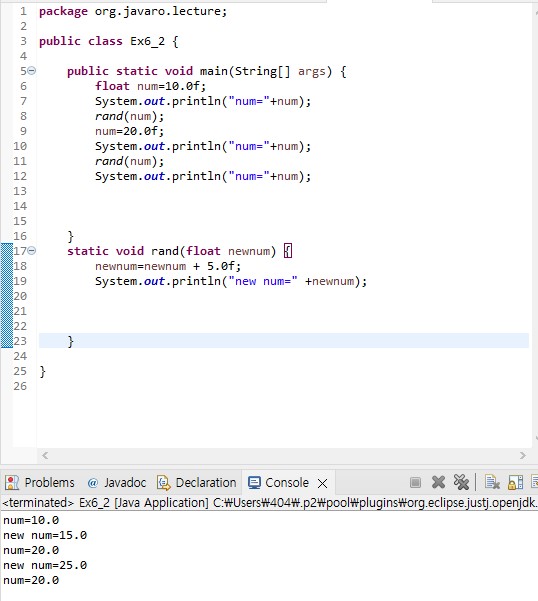 1 package org.javaro.lecture;
2
3 public class Ex6_2 {
4
5 public static void main(String[] args) {
6 float num=10.0f;
7 System.out.println("num="+num);
8 rand(num);
9 num=20.0f;
10 System.out.println("num="+num);
11 rand(num);
12 System.out.println("num="+num);
13
14
15
16 }
17 static void rand(float newnum) {
18 newnum=newnum + 5.0f;
19 System.out.println("new num=" +newnum);
20
21
22
23 }
24
25 }
26
Problems @ Javadoc Declaration Console
<terminated> Ex6_2 [Java Application] C:₩Users₩404₩.p2₩pool₩plugins₩org.eclipse.justj.openjdk.
num=10.0
new num=15.0
num=20.0
new num=25.0
num=20.0